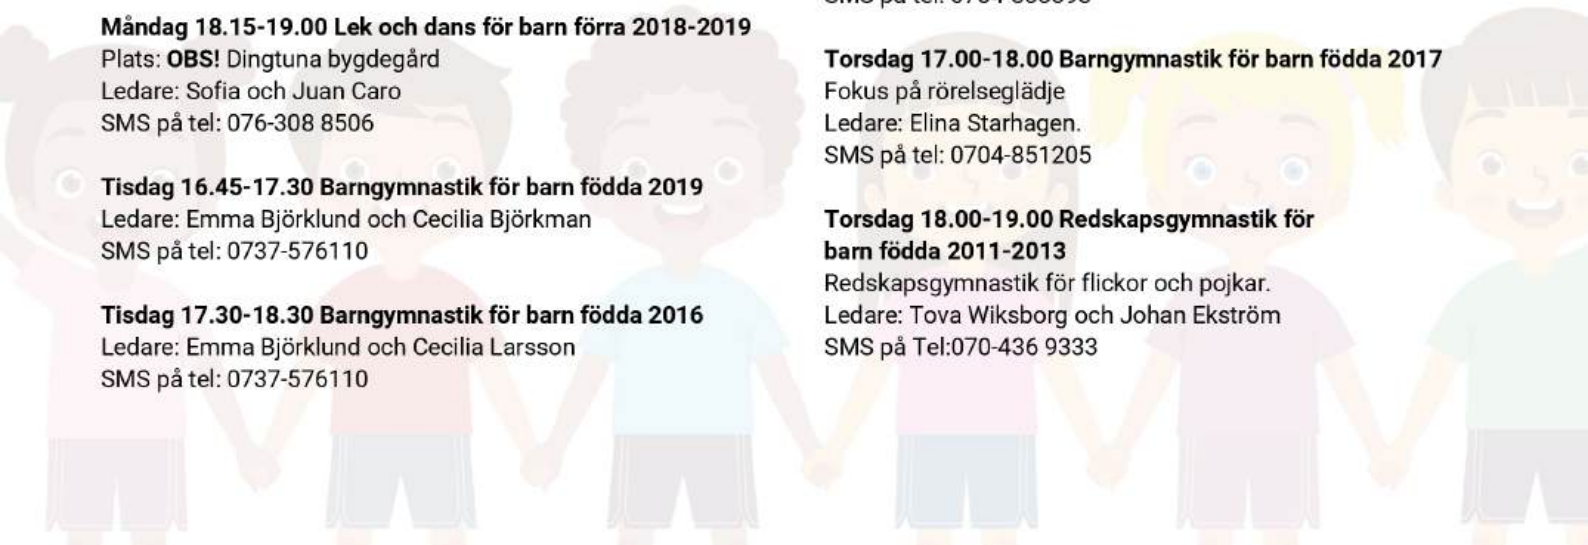 Måndag 18.15-19.00 Lek och dans för barn förra 2018-2019
Plats: OBS! Dingtuna bygdegård
Ledare: Sofia och Juan Caro
SMS på tel: 076-308 8506
Tisdag 16.45-17.30 Barngymnastik för barn födda 2019
Ledare: Emma Björklund och Cecilia Björkman
SMS på tel: 0737-576110
Tisdag 17.30-18.30 Barngymnastik för barn födda 2016
Ledare: Emma Björklund och Cecilia Larsson
SMS på tel: 0737-576110
Torsdag 17.00-18.00 Barngymnastik för barn födda 2017
Fokus på rörelseglädje
Ledare: Elina Starhagen.
SMS på tel: 0704-851205
Torsdag 18.00-19.00 Redskapsgymnastik för
barn födda 2011-2013
Redskapsgymnastik för flickor och pojkar.
Ledare: Tova Wiksborg och Johan Ekström
SMS på Tel:070-436 9333